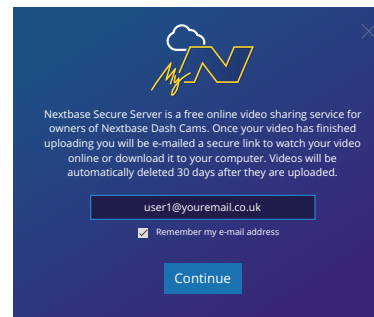 My N
Nextbase Secure Server is a free online video sharing service for
owners of Nextbase Dash Cams. Once your video has finished
uploading you will be e-mailed a secure link to watch your video
online or download it to your computer. Videos will be
automatically deleted 30 days after they are uploaded.
user1@youremail.co.uk
Remember my e-mail address
Continue